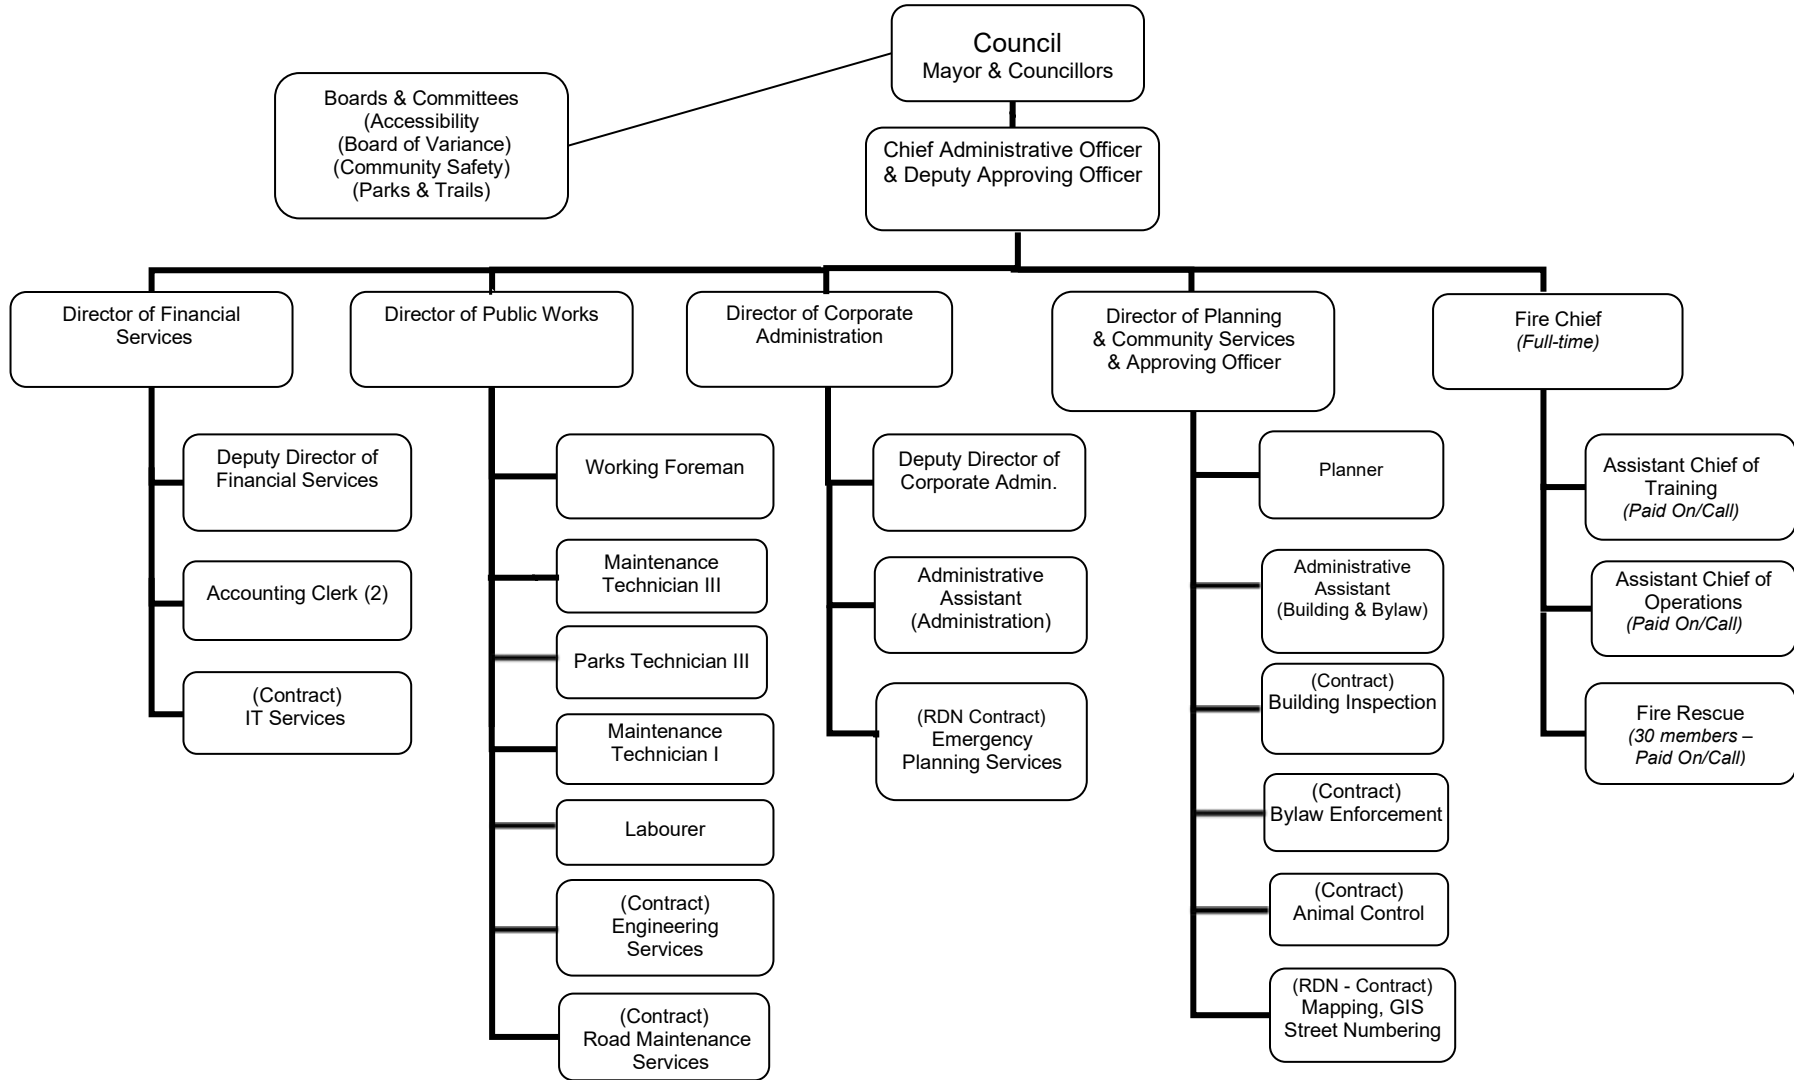 Council
Mayor & Councillors
Boards & Committees
(Accessibility
(Board of Variance)
(Community Safety)
(Parks & Trails)
Chief Administrative Officer
& Deputy Approving Officer
Director of Financial
Services
Director of Public Works
Director of Corporate
Administration
Director of Planning
& Community Services
& Approving Officer
Fire Chief
(Full-time)
Deputy Director of
Financial Services
Accounting Clerk (2)
(Contract)
IT Services
Working Foreman
Maintenance
Technician III
Parks Technician III
Maintenance
Technician I
Labourer
(Contract)
Engineering
Services
(Contract)
Road Maintenance
Services
Deputy Director of
Corporate Admin.
Administrative
Assistant
(Administration)
(RDN Contract)
Emergency
Planning Services
Planner
Administrative
Assistant
(Building & Bylaw)
(Contract)
Building Inspection
(Contract)
Bylaw Enforcement
(Contract)
Animal Control
(RDN - Contract)
Mapping, GIS
Street Numbering
Assistant Chief of
Training
(Paid On/Call)
Assistant Chief of
Operations
(Paid On/Call)
Fire Rescue
(30 members –
Paid On/Call)